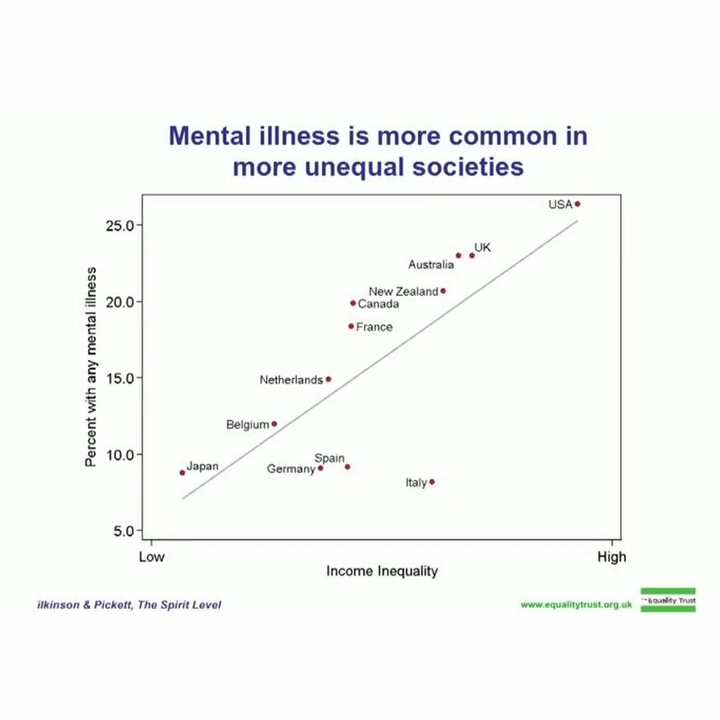 Mental illness is more common in
more unequal societies
USA
25.0
UK
Australia
New Zealand
20.0
Canada
France
Percent with any mental illness
15.0
Netherlands
Belgium
10.0
Japan
Spain
Germany
Italy
5.0
Low
High
Income Inequality
ilkinson & Pickett, The Spirit Level
www.equalitytrust.org.uk
The Equality Trust